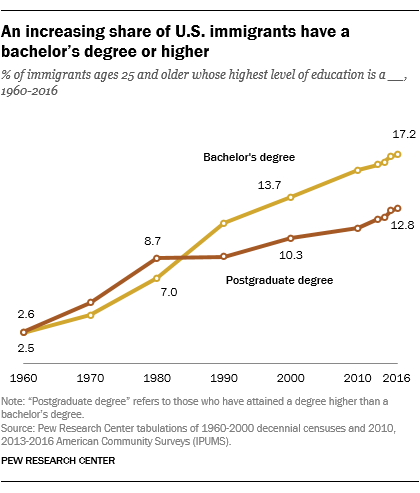 An increasing share of U.S. immigrants have a
bachelor's degree or higher
% of immigrants ages 25 and older whose highest level of education is a __,
1960-2016
17.2
Bachelor's degree
13.7
12.8
8.7
10.3
7.0
Postgraduate degree
2.6
2.5
1960 1970 1980 1990 2000 2010 2016
Note: “Postgraduate degree” refers to those who have attained a degree higher than a
bachelor's degree.
Source: Pew Research Center tabulations of 1960-2000 decennial censuses and 2010,
2013-2016 American Community Surveys (IPUMS).
PEW RESEARCH CENTER